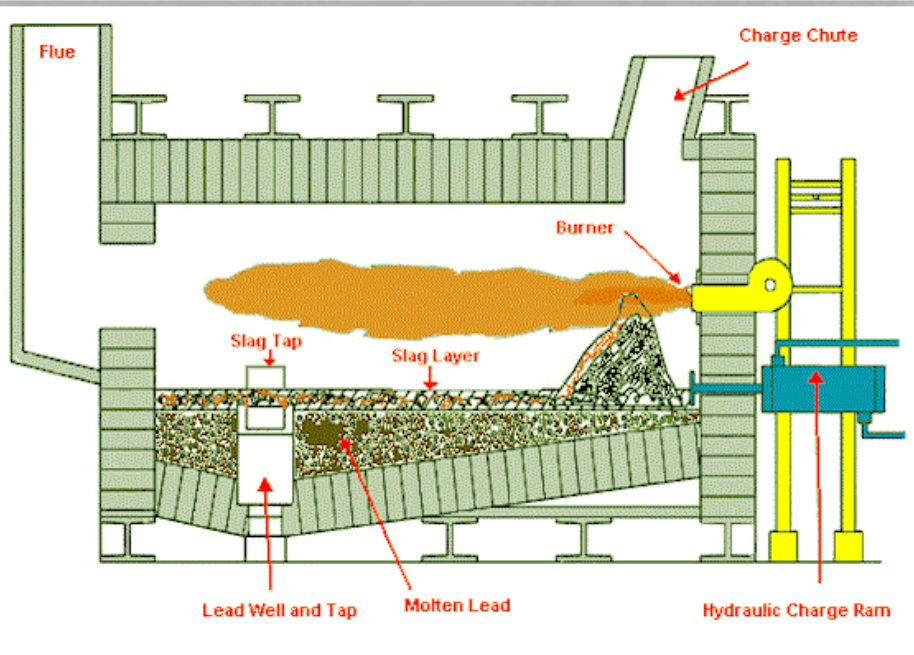 Flue
Charge Chute
Burner
Slag Tap
Slag Layer
Lead Well and Tap
Molten Lead
Hydraulic Charge Ram